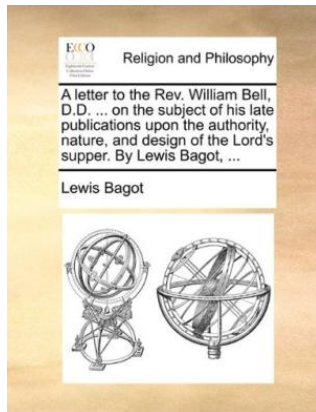 ECCO
Religion and Philosophy
A letter to the Rev. William Bell,
D.D. ... on the subject of his late
publications upon the authority,
nature, and design of the Lord's
supper. By Lewis Bagot, ...
Lewis Bagot